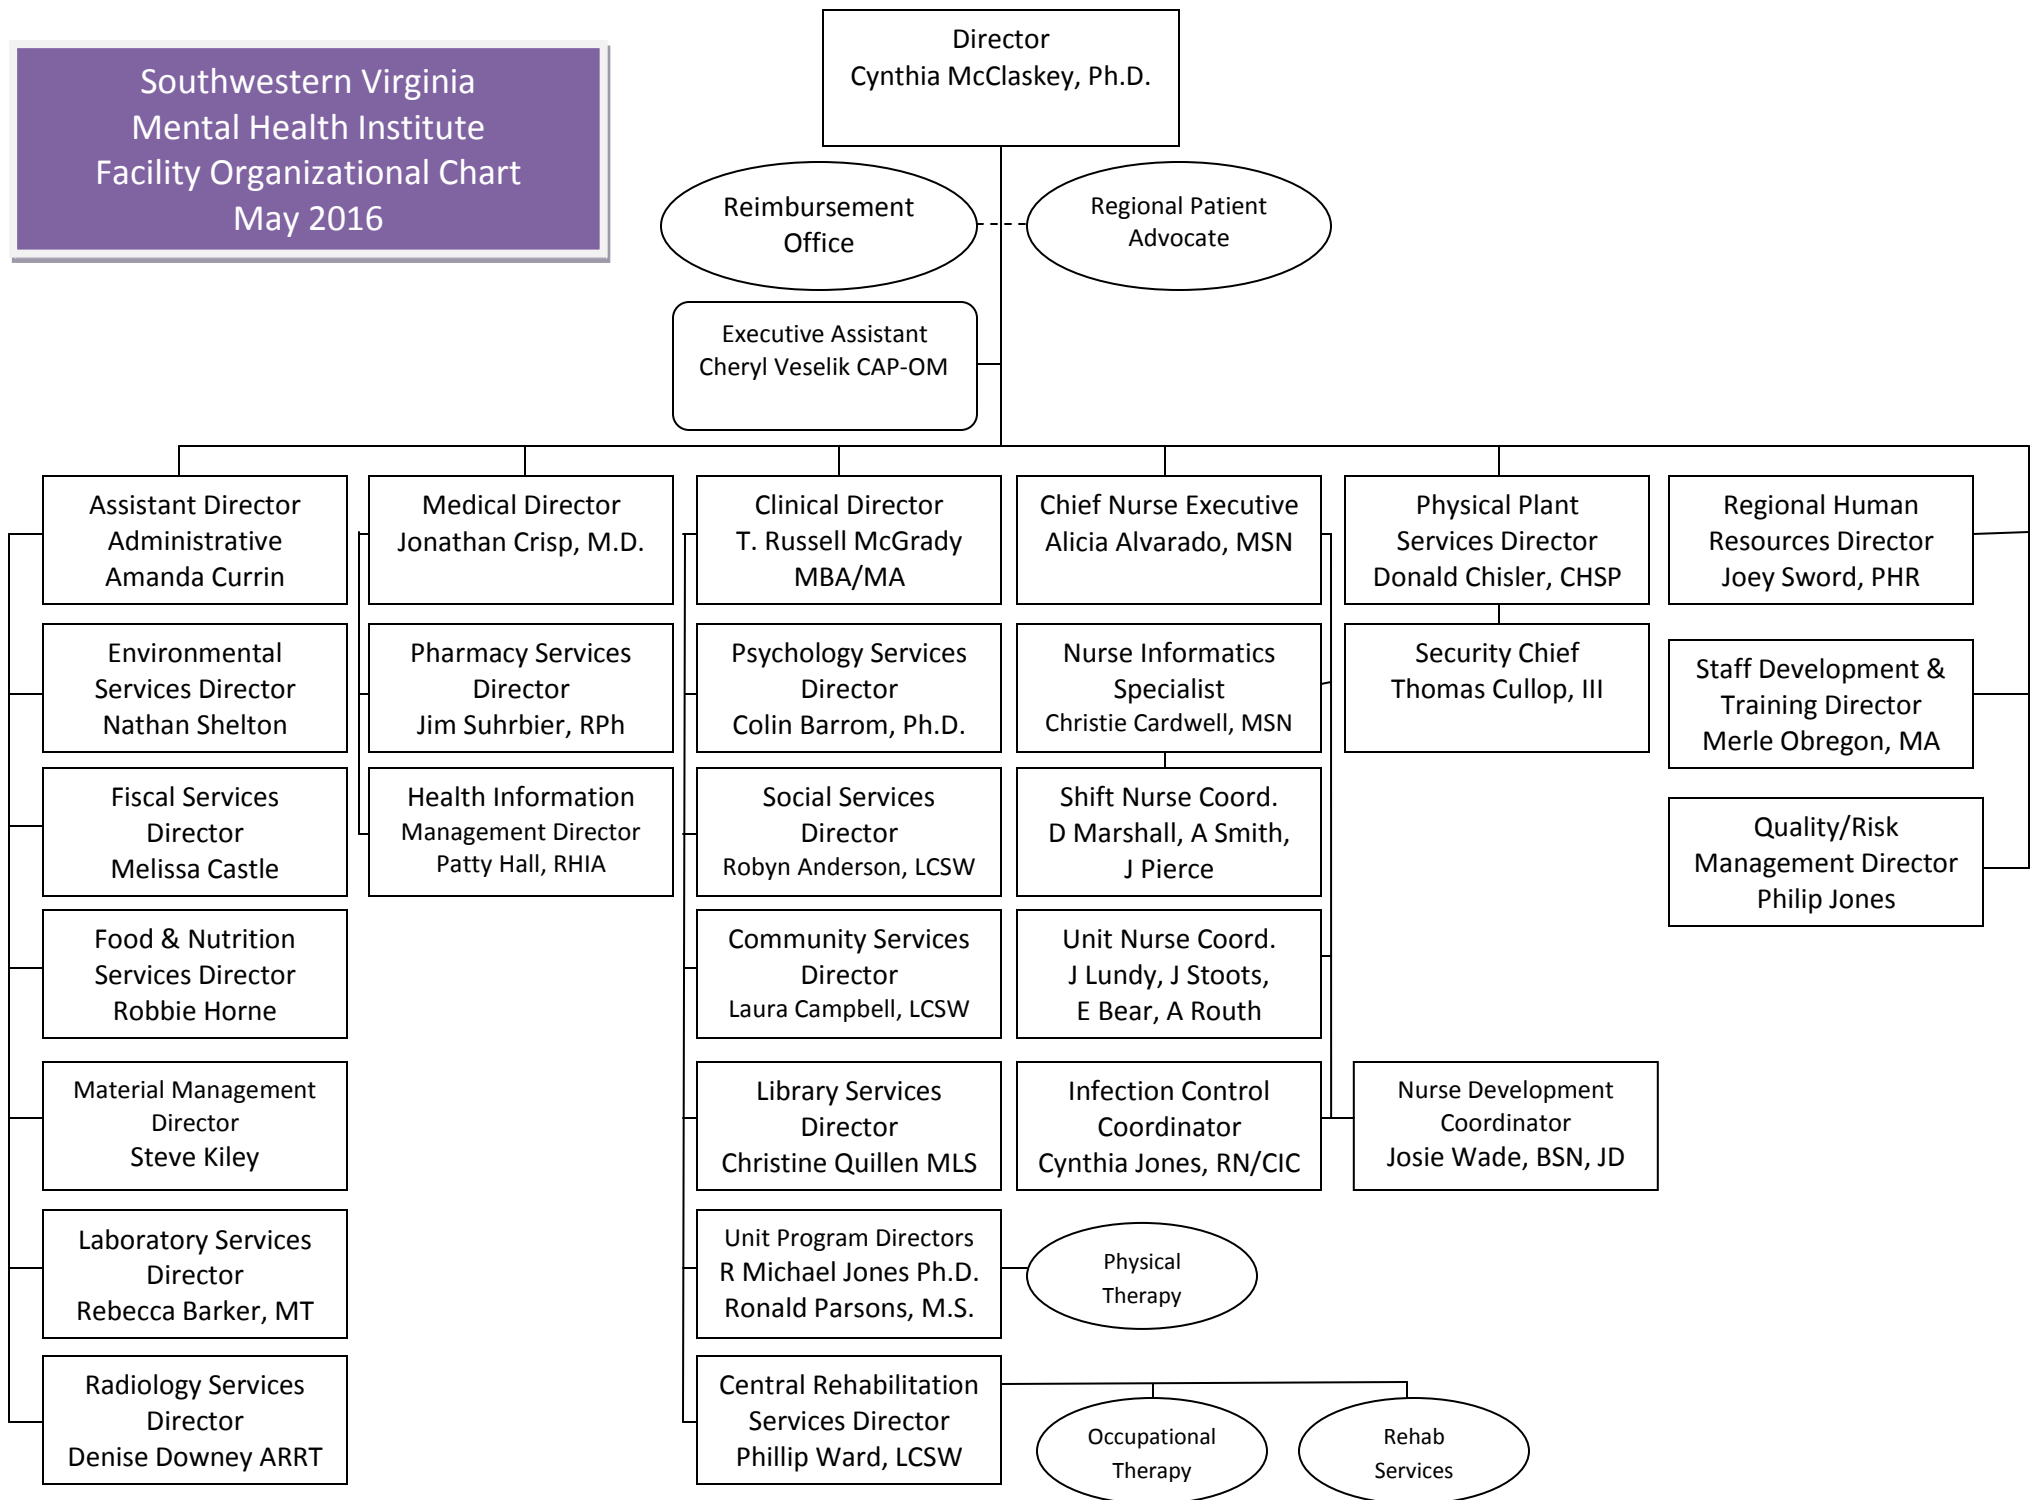 Southwestern Virginia
Mental Health Institute
Facility Organizational Chart
May 2016
Director
Cynthia McClaskey, Ph.D.
Reimbursement
Office
Regional Patient
Advocate
Executive Assistant
Cheryl Veselik CAP-OM
Assistant Director
Administrative
Amanda Currin
Medical Director
Jonathan Crisp, M.D.
Clinical Director
T. Russell McGrady
MBA/MA
Chief Nurse Executive
Alicia Alvarado, MSN
Physical Plant
Services Director
Donald Chisler, CHSP
Regional Human
Resources Director
Joey Sword, PHR
Environmental
Services Director
Nathan Shelton
Pharmacy Services
Director
Jim Suhrbier, RPh
Psychology Services
Director
Colin Barrom, Ph.D.
Nurse Informatics
Specialist
Christie Cardwell, MSN
Security Chief
Thomas Cullop, III
Staff Development &
Training Director
Merle Obregon, MA
Fiscal Services
Director
Melissa Castle
Health Information
Management Director
Patty Hall, RHIA
Social Services
Director
Robyn Anderson, LCSW
Shift Nurse Coord.
D Marshall, A Smith,
J Pierce
Quality/Risk
Management Director
Philip Jones
Food & Nutrition
Services Director
Robbie Horne
Community Services
Director
Laura Campbell, LCSW
Unit Nurse Coord.
J Lundy, J Stoots,
E Bear, A Routh
Material Management
Director
Steve Kiley
Library Services
Director
Christine Quillen MLS
Infection Control
Coordinator
Cynthia Jones, RN/CIC
Nurse Development
Coordinator
Josie Wade, BSN, JD
Laboratory Services
Director
Rebecca Barker, MT
Unit Program Directors
R Michael Jones Ph.D.
Ronald Parsons, M.S.
Physical
Therapy
Radiology Services
Director
Denise Downey ARRT
Central Rehabilitation
Services Director
Phillip Ward, LCSW
Occupational
Therapy
Rehab
Services